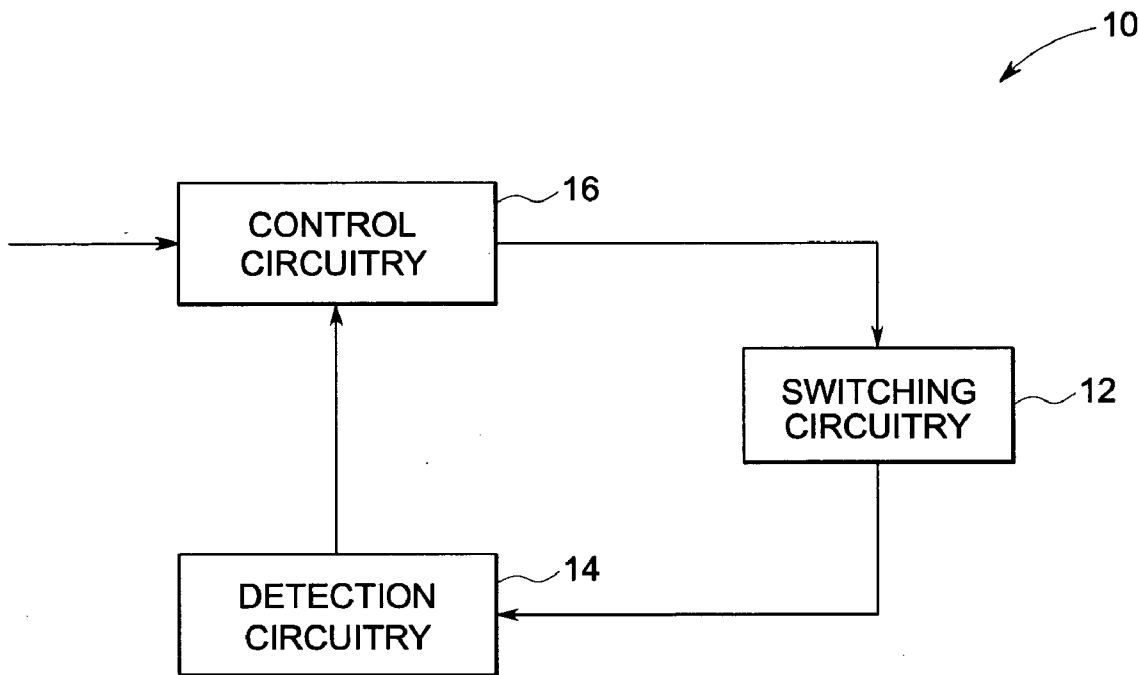 10
16
CONTROL
CIRCUITRY
SWITCHING
CIRCUITRY
12
14
DETECTION
CIRCUITRY